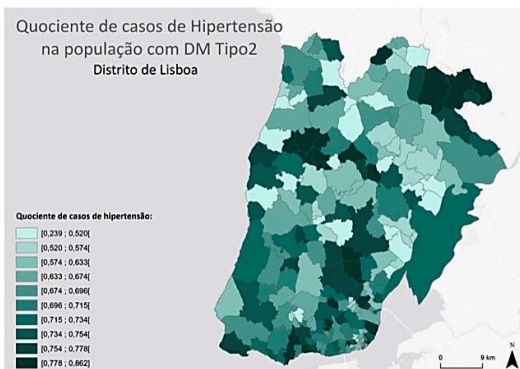 Quociente de casos de Hipertensão
na população com DM Tipo2
Distrito de Lisboa
Quociente de casos de hipertensão:
[0,239 ; 0,520[
[0,520 ; 0,574[
[0,574 ; 0,633[
[0,633 ; 0,674[
[0,674 ; 0,696[
[0,696 ; 0,715[
[0,715 ; 0,734[
[0,734 ; 0,754[
[0,754 ; 0,778[
[0,778 ; 0,862]
0 9 km
N